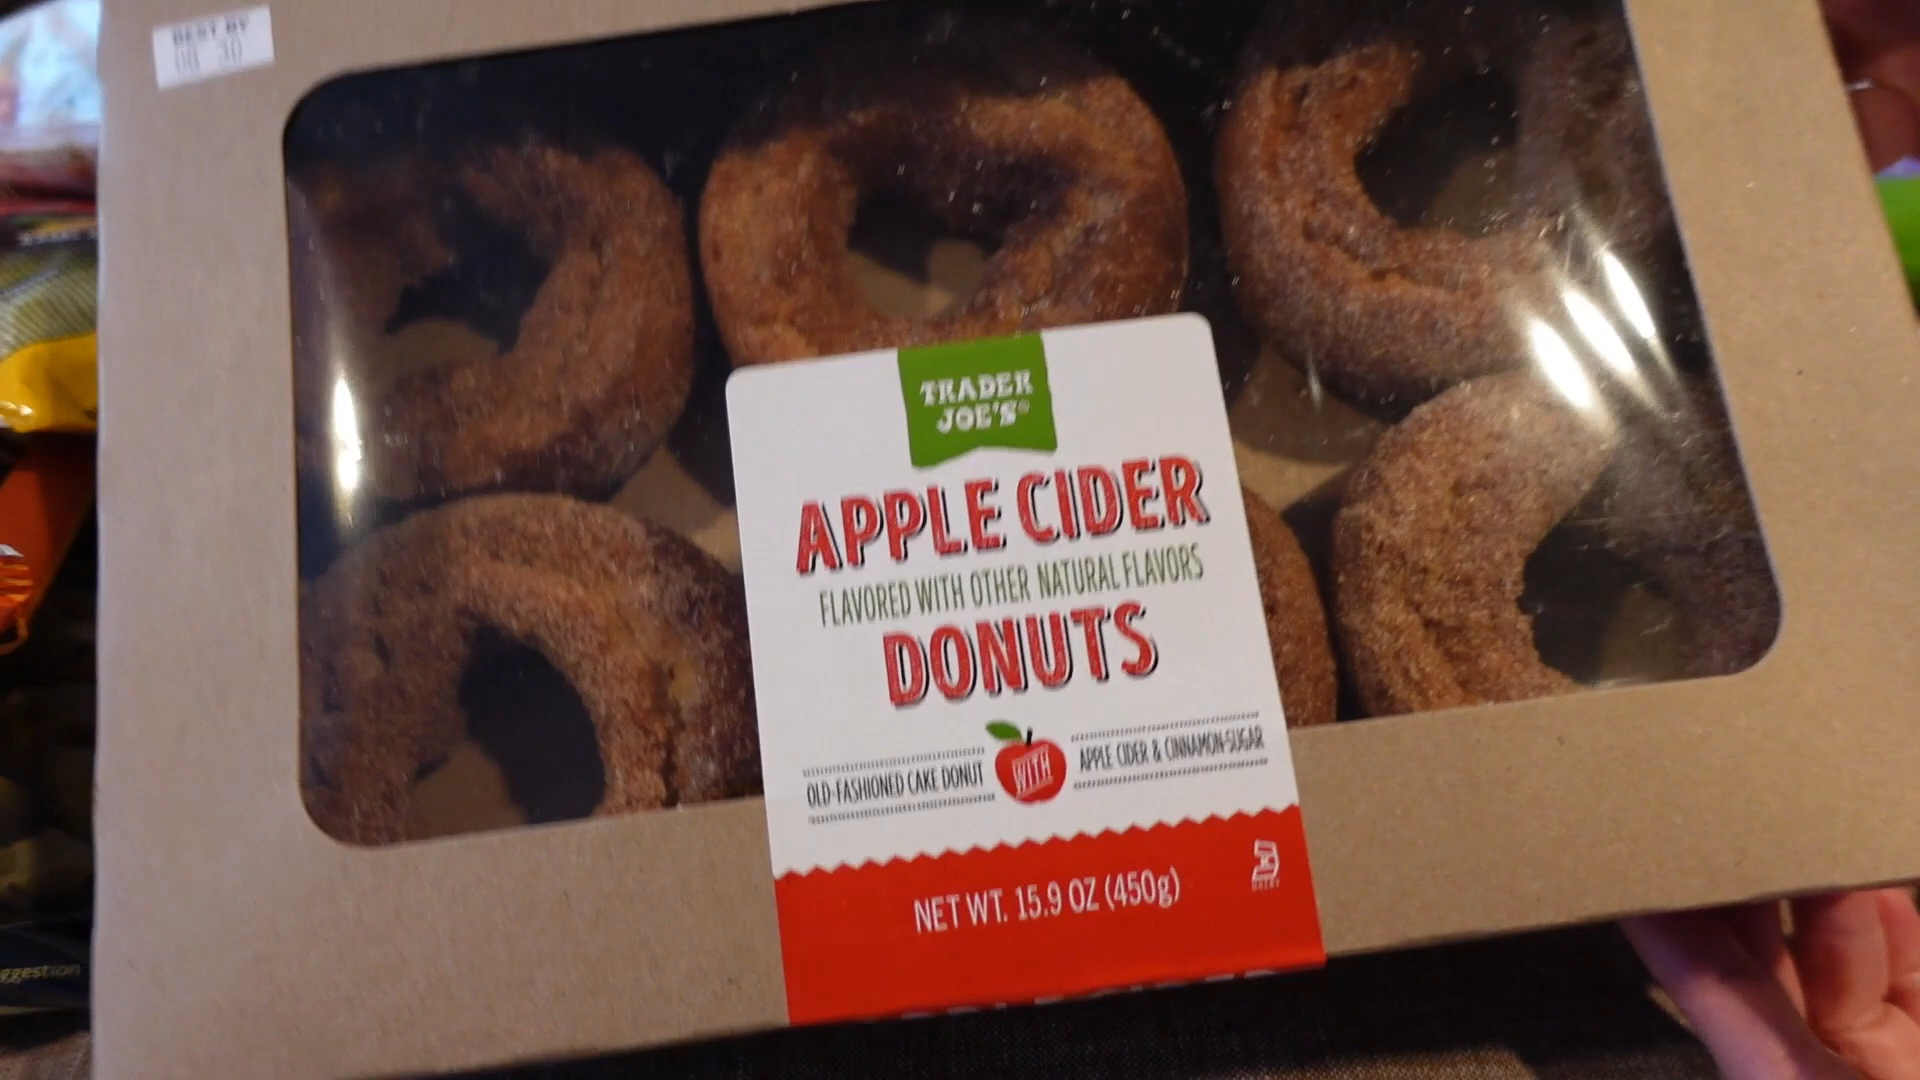 BEST BY
TRADER
JOE'S®
APPLE CIDER
FLAVORED WITH OTHER NATURAL FLAVORS
DONUTS
OLD-FASHIONED CAKE DONUT WITH APPLE CIDER & CINNAMON-SUGAR
NET WT. 15.9 OZ (450g)
ggestion